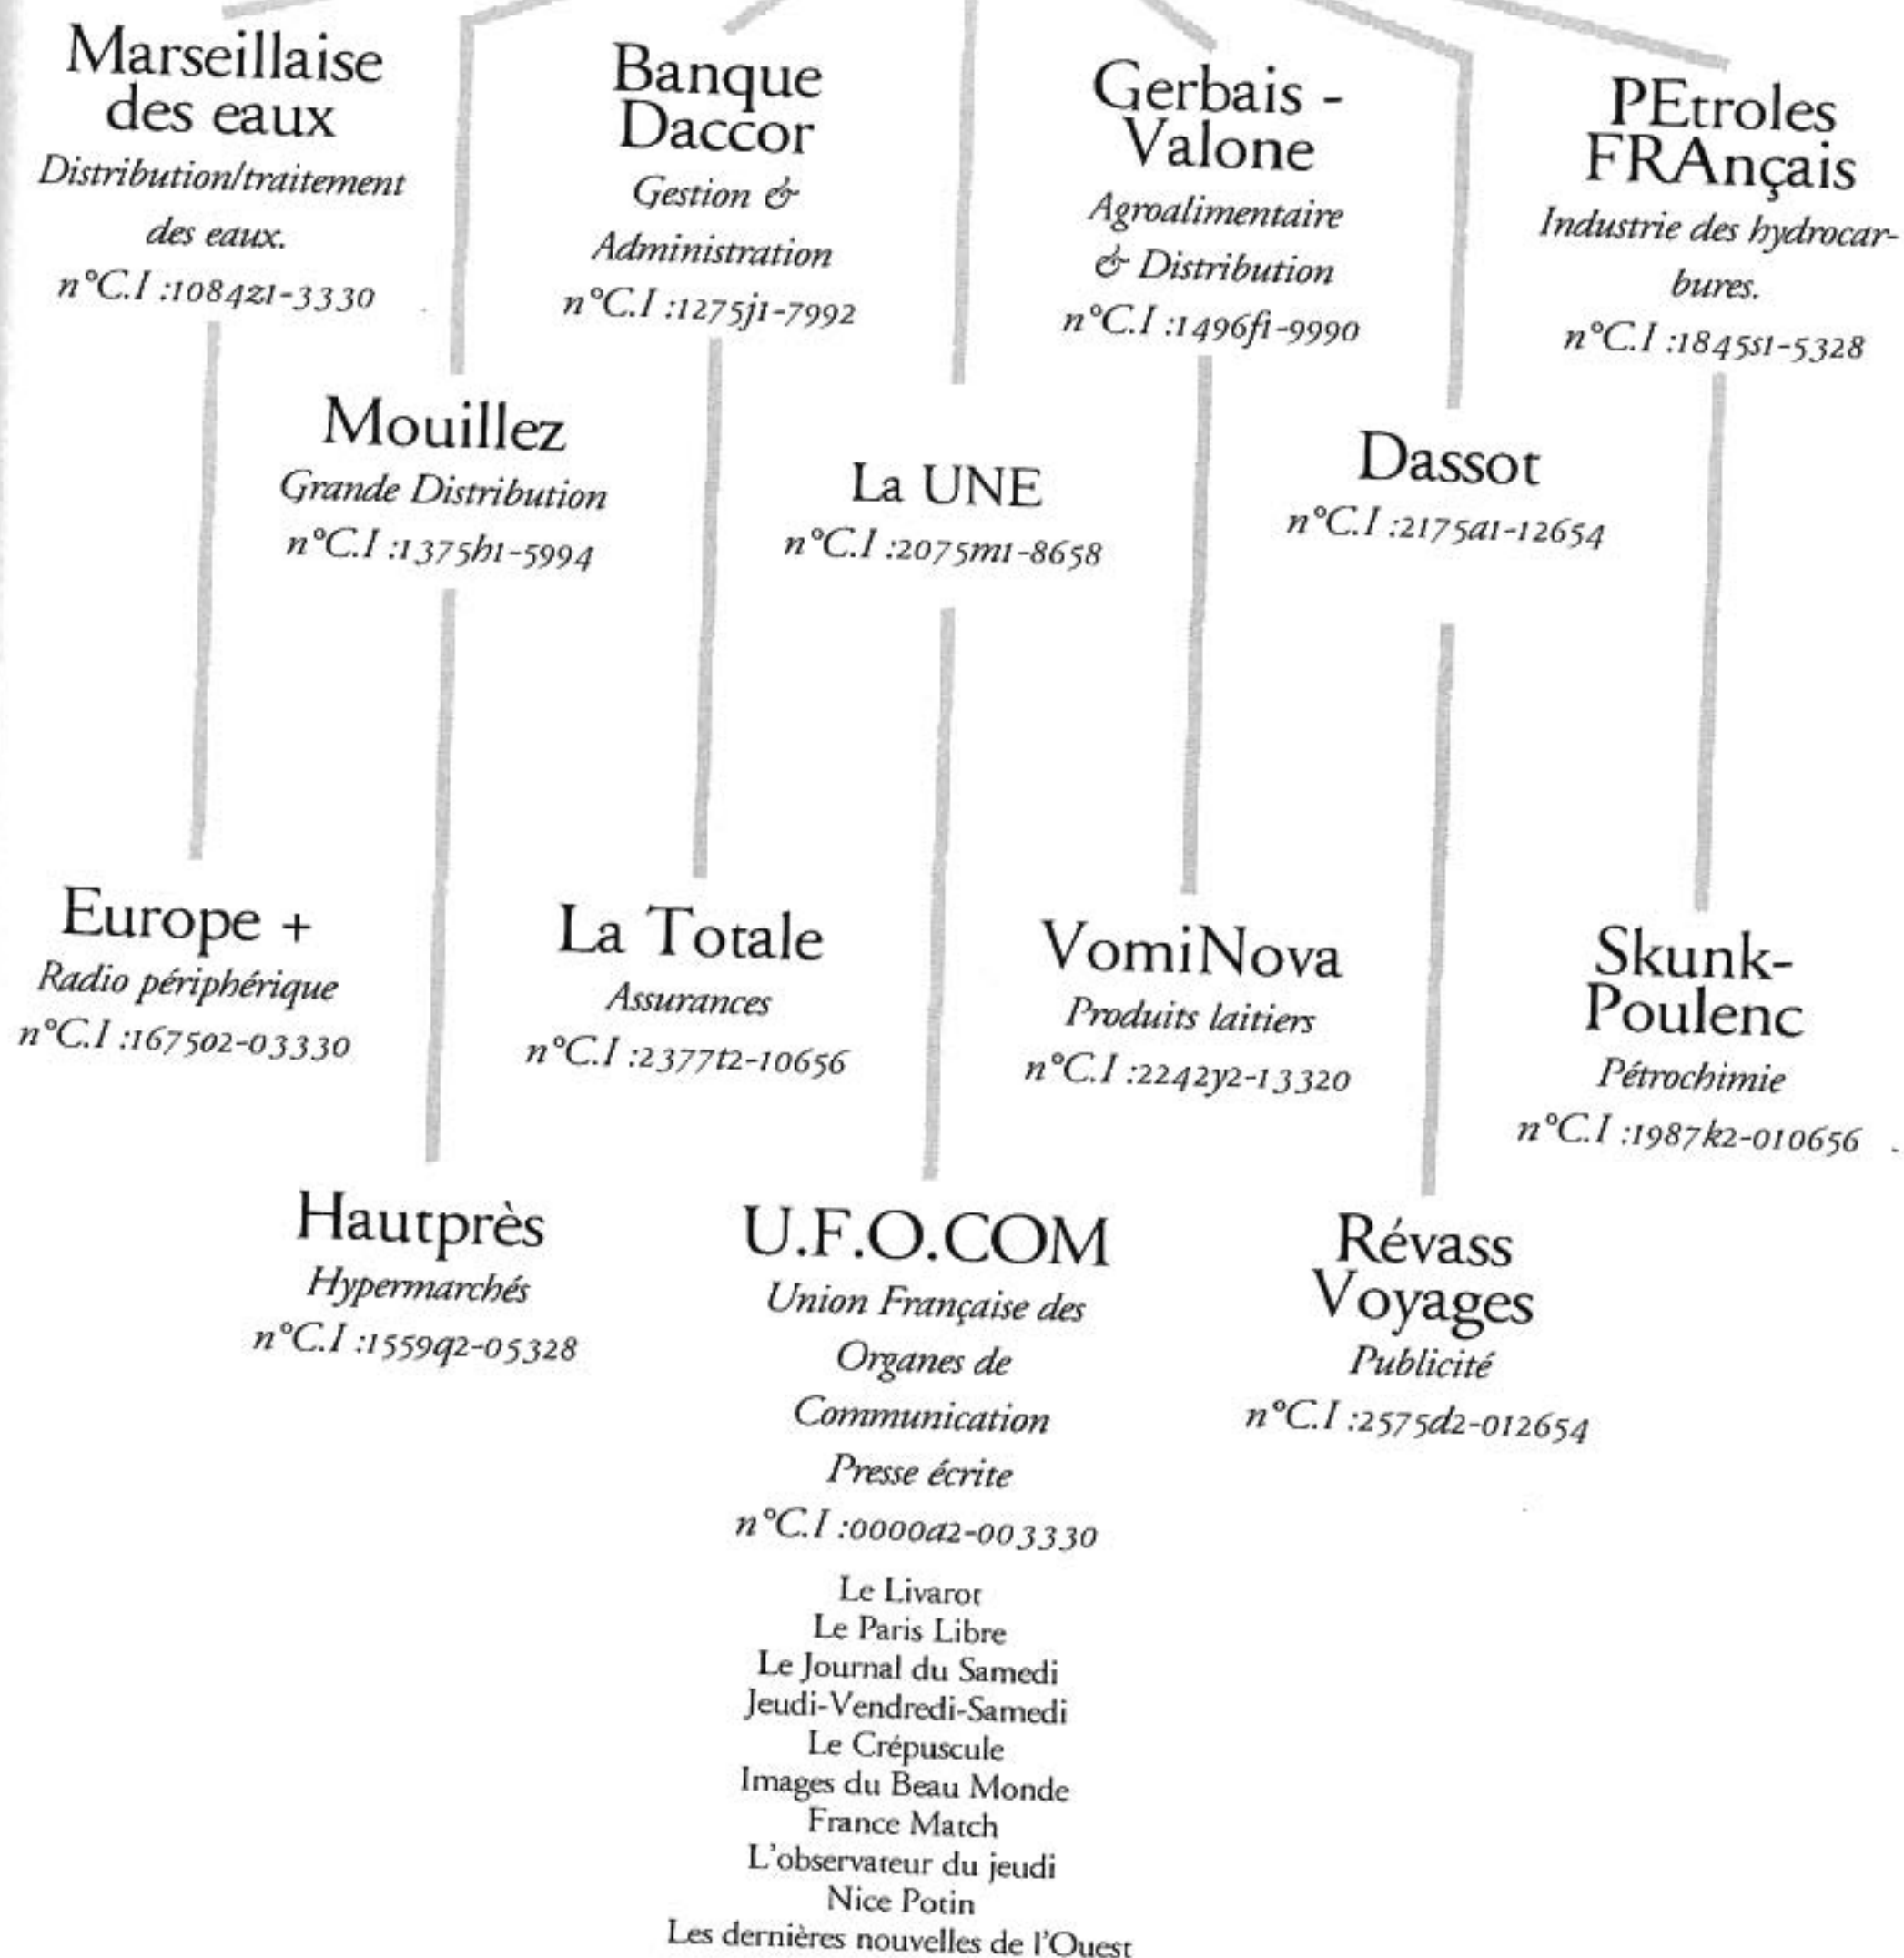 Marseillaise
des eaux
Distribution/traitement
des eaux.
n°C.I :1084z1-3330
Banque
Daccor
Gestion &
Administration
n°C.I :1275j1-7992
Gerbais -
Valone
Agroalimentaire
& Distribution
n°C.I :1496f1-9990
PEtroles
FRAnçais
Industrie des hydrocar-
bures.
n°C.I :1845s1-5328
Mouillez
Grande Distribution
n°C.I :1375h1-5994
La UNE
n°C.I :2075m1-8658
Dassot
n°C.I :2175a1-12654
Europe +
Radio périphérique
n°C.I :1675o2-03330
La Totale
Assurances
n°C.I :2377t2-10656
VomiNova
Produits laitiers
n°C.I :2242y2-13320
Skunk-
Poulenc
Pétrochimie
n°C.I :1987k2-010656
Hautprès
Hypermarchés
n°C.I :1559q2-05328
U.F.O.COM
Union Française des
Organes de
Communication
Presse écrite
n°C.I :0000a2-003330
Le Livarot
Le Paris Libre
Le Journal du Samedi
Jeudi-Vendredi-Samedi
Le Crépuscule
Images du Beau Monde
France Match
L'observateur du jeudi
Nice Potin
Les dernières nouvelles de l'Ouest
Révass
Voyages
Publicité
n°C.I :2575d2-012654